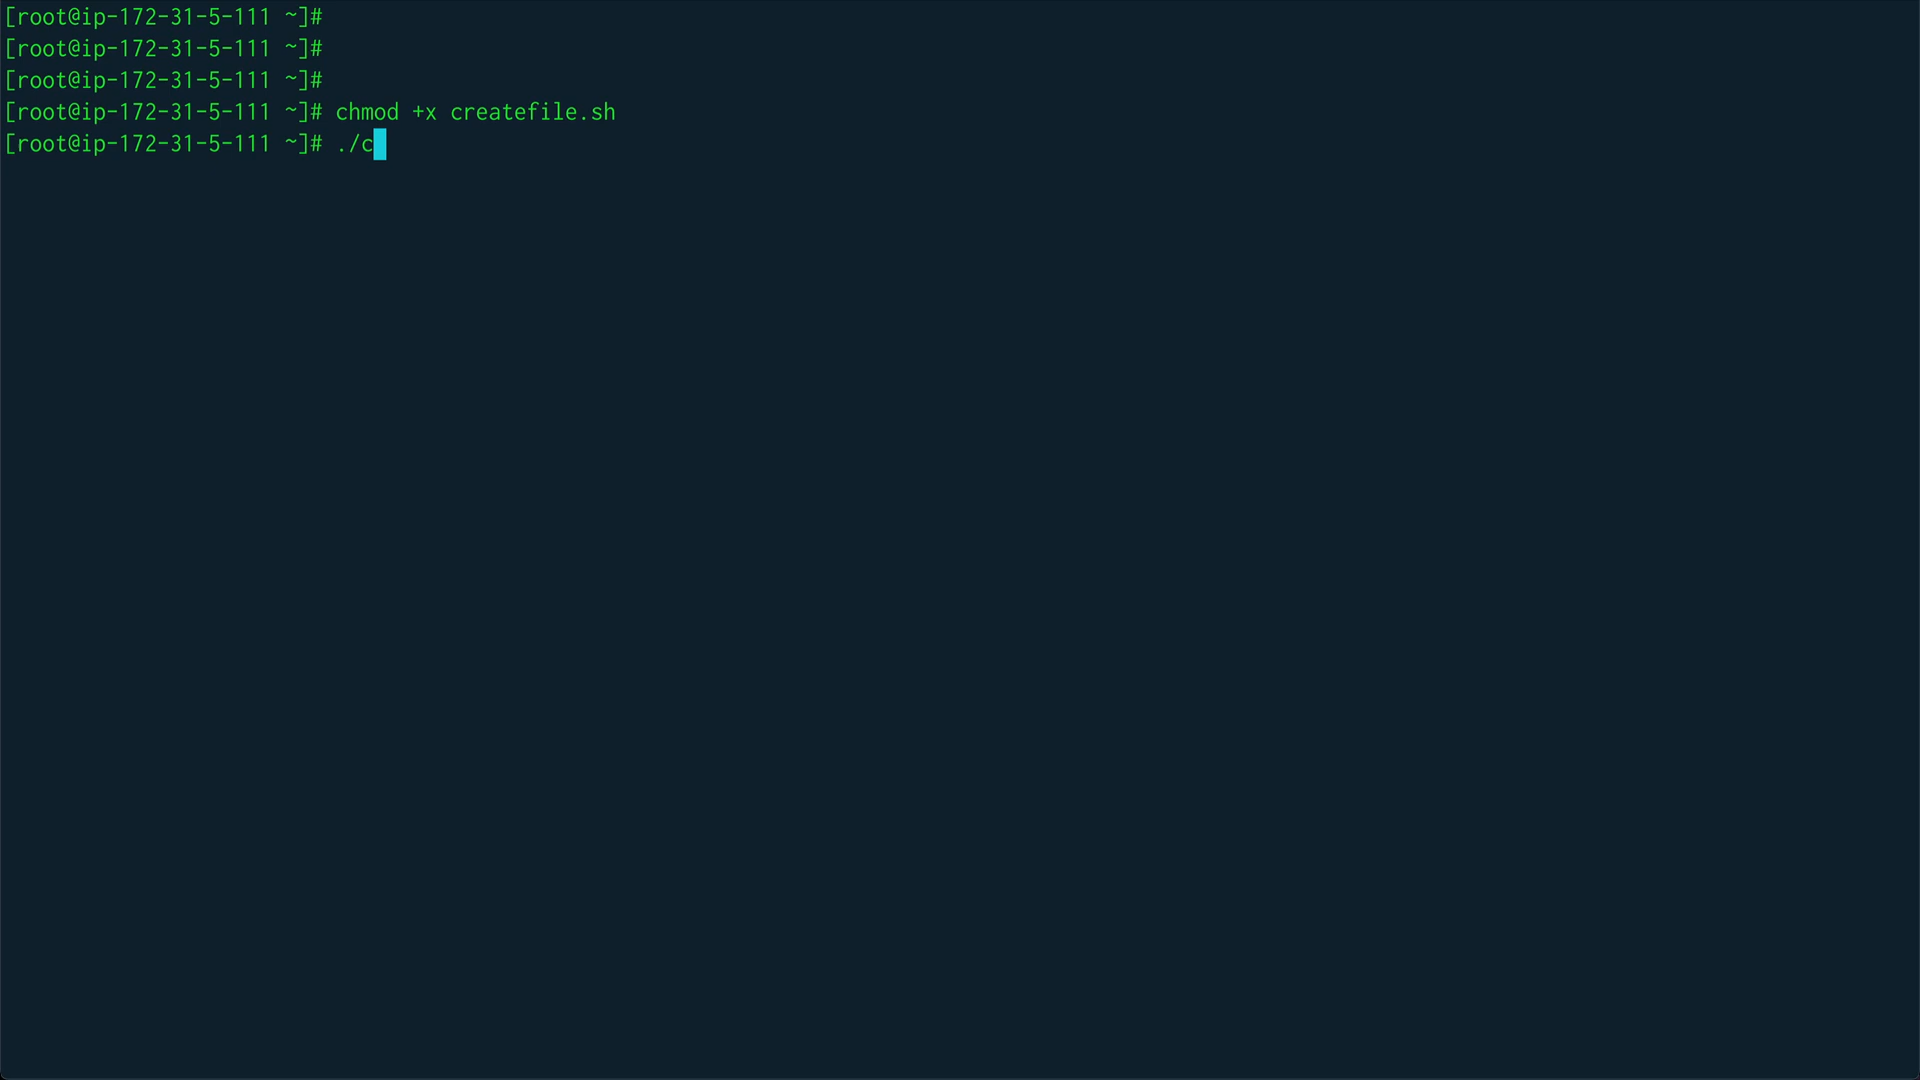 [root@ip-172-31-5-111 ~]#
[root@ip-172-31-5-111 ~]#
[root@ip-172-31-5-111 ~]#
[root@ip-172-31-5-111 ~]# chmod +x createfile.sh
[root@ip-172-31-5-111 ~]# ./c